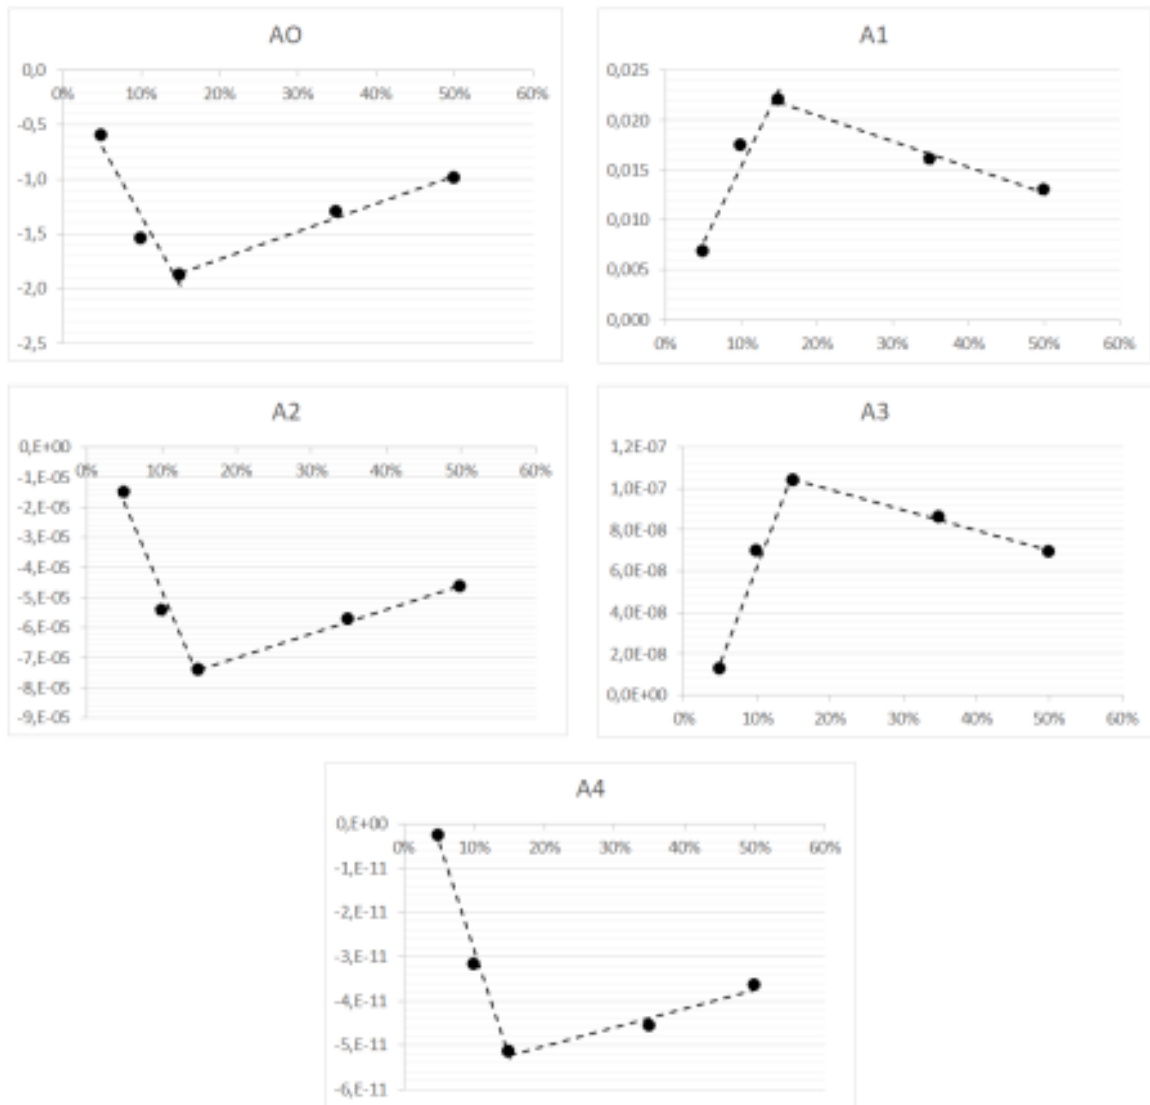 AO
0,0
0% 10% 20% 30% 40% 50% 60%
-0,5
-1,0
-1,5
-2,0
-2,5
A1
0,025
0,020
0,015
0,010
0,005
0,000
0% 10% 20% 30% 40% 50% 60%
A2
0,E+00
0% 10% 20% 30% 40% 50% 60%
-1,E-05
-2,E-05
-3,E-05
-4,E-05
-5,E-05
-6,E-05
-7,E-05
-8,E-05
-9,E-05
A3
1,2E-07
1,0E-07
8,0E-08
6,0E-08
4,0E-08
2,0E-08
0,0E+00
0% 10% 20% 30% 40% 50% 60%
A4
0,E+00
0% 10% 20% 30% 40% 50% 60%
-1,E-11
-2,E-11
-3,E-11
-4,E-11
-5,E-11
-6,E-11